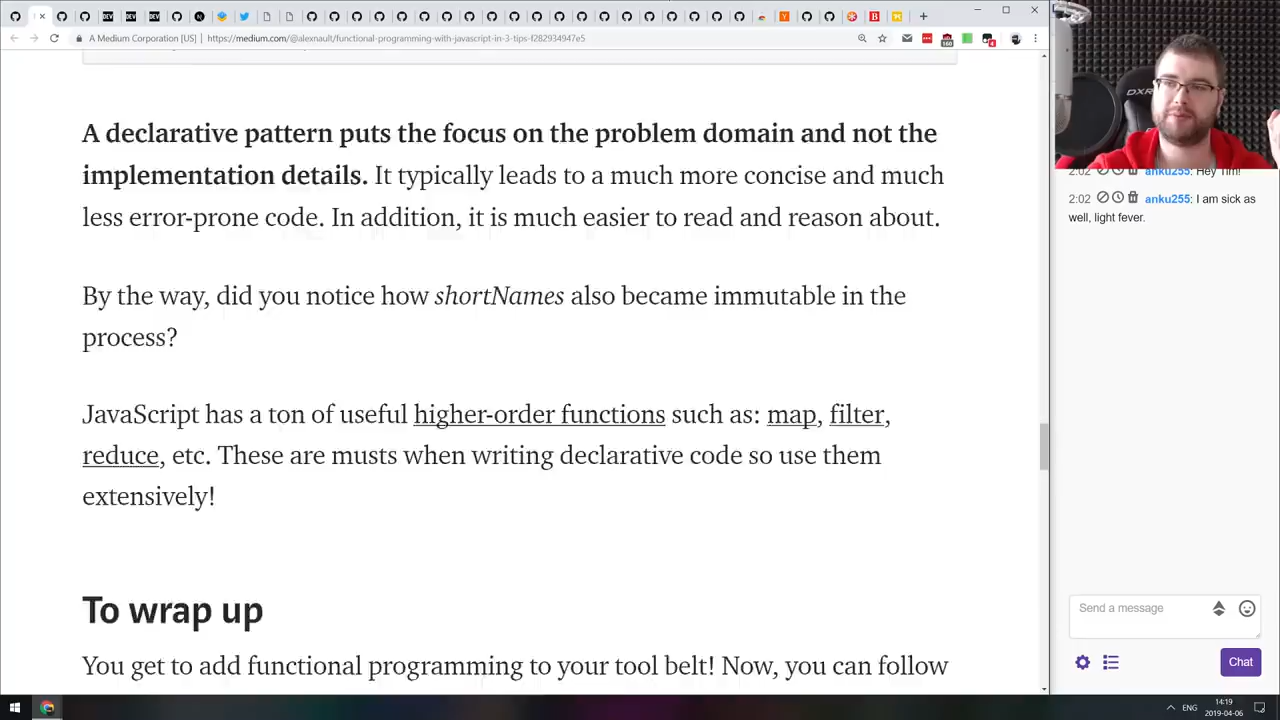 A Medium Corporation [US] | https://medium.com/@alexnault/functional-programming-with-javascript-in-3-tips-f282934947e5
A declarative pattern puts the focus on the problem domain and not the
implementation details. It typically leads to a much more concise and much
less error-prone code. In addition, it is much easier to read and reason about.
By the way, did you notice how shortNames also became immutable in the
process?
JavaScript has a ton of useful higher-order functions such as: map, filter,
reduce, etc. These are musts when writing declarative code so use them
extensively!
To wrap up
You get to add functional programming to your tool belt! Now, you can follow
DXR
2:02 anku255: Hey Tim!
2:02 anku255: I am sick as
well, light fever.
Send a message
Chat
ENG
14:19
2019-04-06